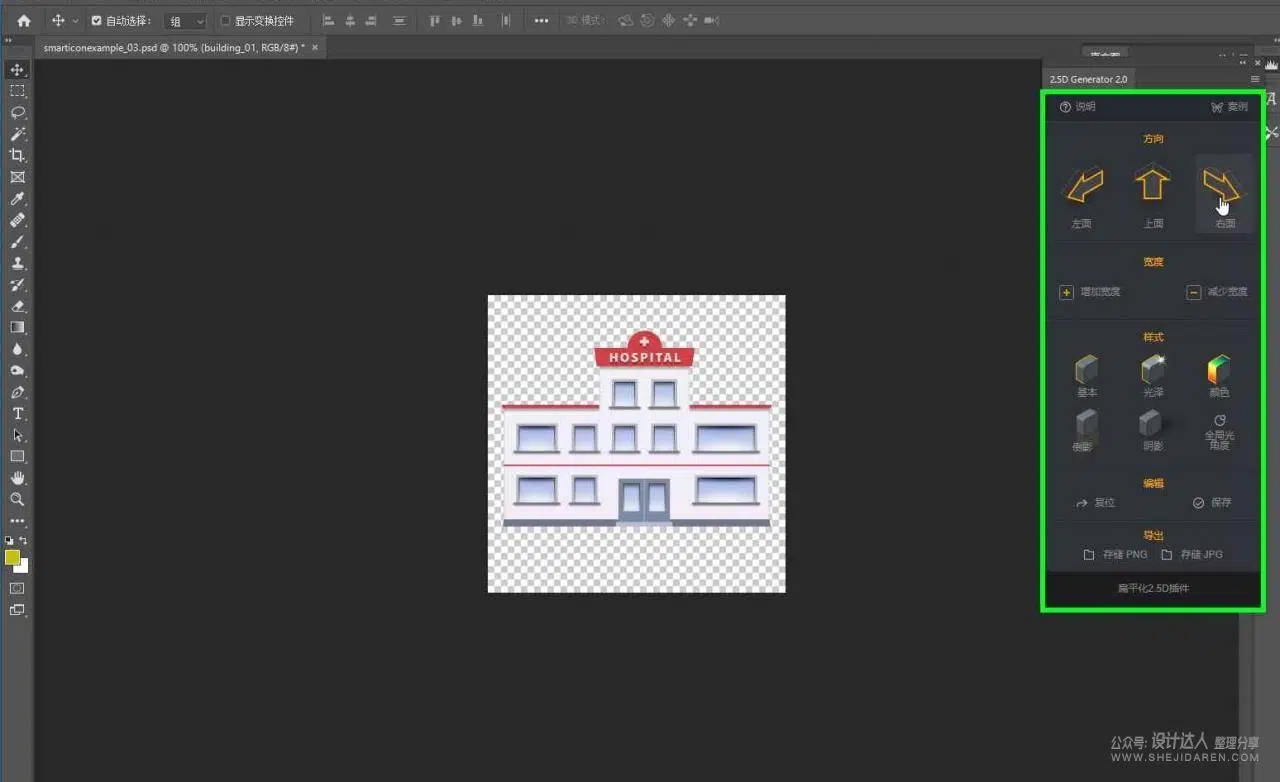 自动选择：
组
显示变换控件
3D 模式：
smarticonexample_03.psd @ 100% (building_01, RGB/8#) *
2.5D Generator 2.0
说明
案例
方向
左面
上面
右面
宽度
增加宽度
减少宽度
样式
基本
光泽
颜色
倒影
阴影
全局光
角度
编辑
复位
保存
导出
存储 PNG
存储 JPG
扁平化2.5D插件
HOSPITAL
公众号: 设计达人 整理分享
WWW.SHEJIDAREN.COM